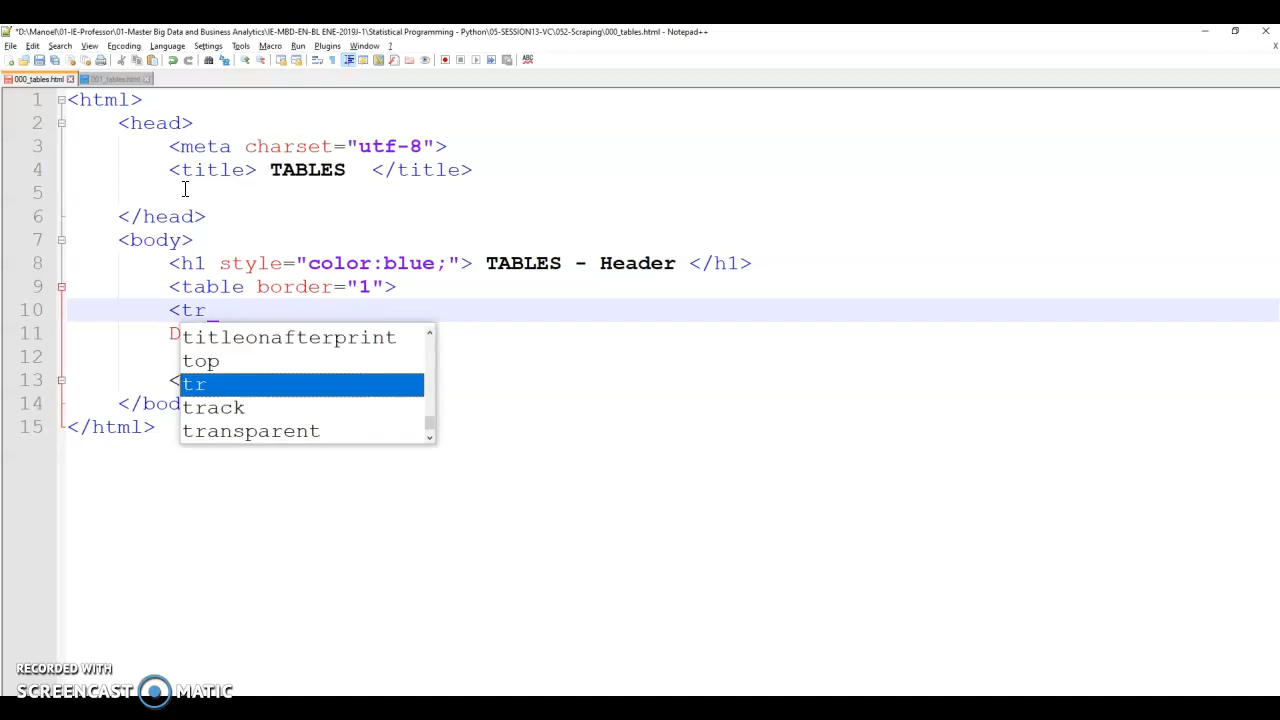 *D:\Manoel\01-IE-Professor\01-Master Big Data and Business Analytics\IE-MBD-EN-BL ENE-2019J-1\Statistical Programming - Python\05-SESSION13-VC\052-Scraping\000_tables.html - Notepad++
File Edit Search View Encoding Language Settings Tools Macro Run Plugins Window ?
000_tables.html 001_tables.html
1 <html>
2 <head>
3 <meta charset="utf-8">
4 <title> TABLES </title>
5
6 </head>
7 <body>
8 <h1 style="color:blue;"> TABLES - Header </h1>
9 <table border="1">
10 <tr
11 D
titleonafterprint
12
top
13 <
tr
14 </bod
track
15 </html>
transparent
RECORDED WITH
SCREENCAST MATIC